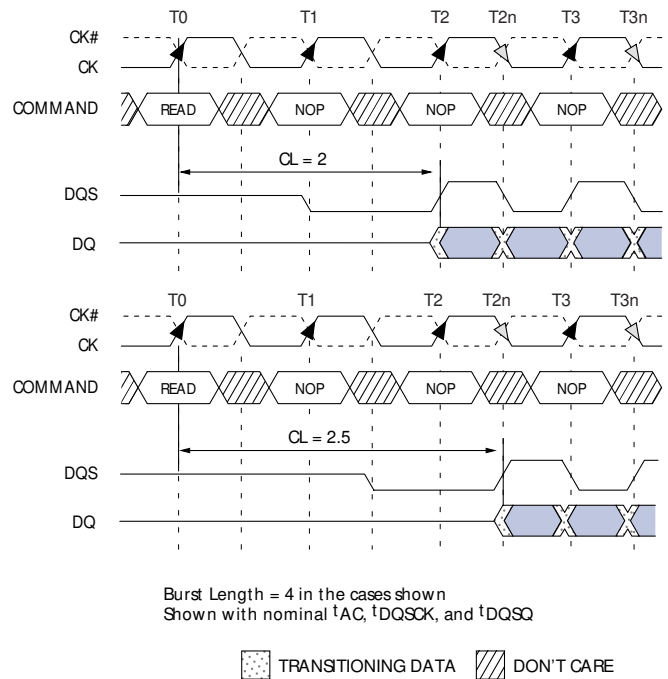 T0 T1 T2 T2n T3 T3n
CK#
CK
COMMAND READ NOP NOP NOP
CL = 2
DQS
DQ
T0 T1 T2 T2n T3 T3n
CK#
CK
COMMAND READ NOP NOP NOP
CL = 2.5
DQS
DQ
Burst Length = 4 in the cases shown
Shown with nominal tAC, tDQSCK, and tDQSQ
TRANSITIONING DATA DON'T CARE